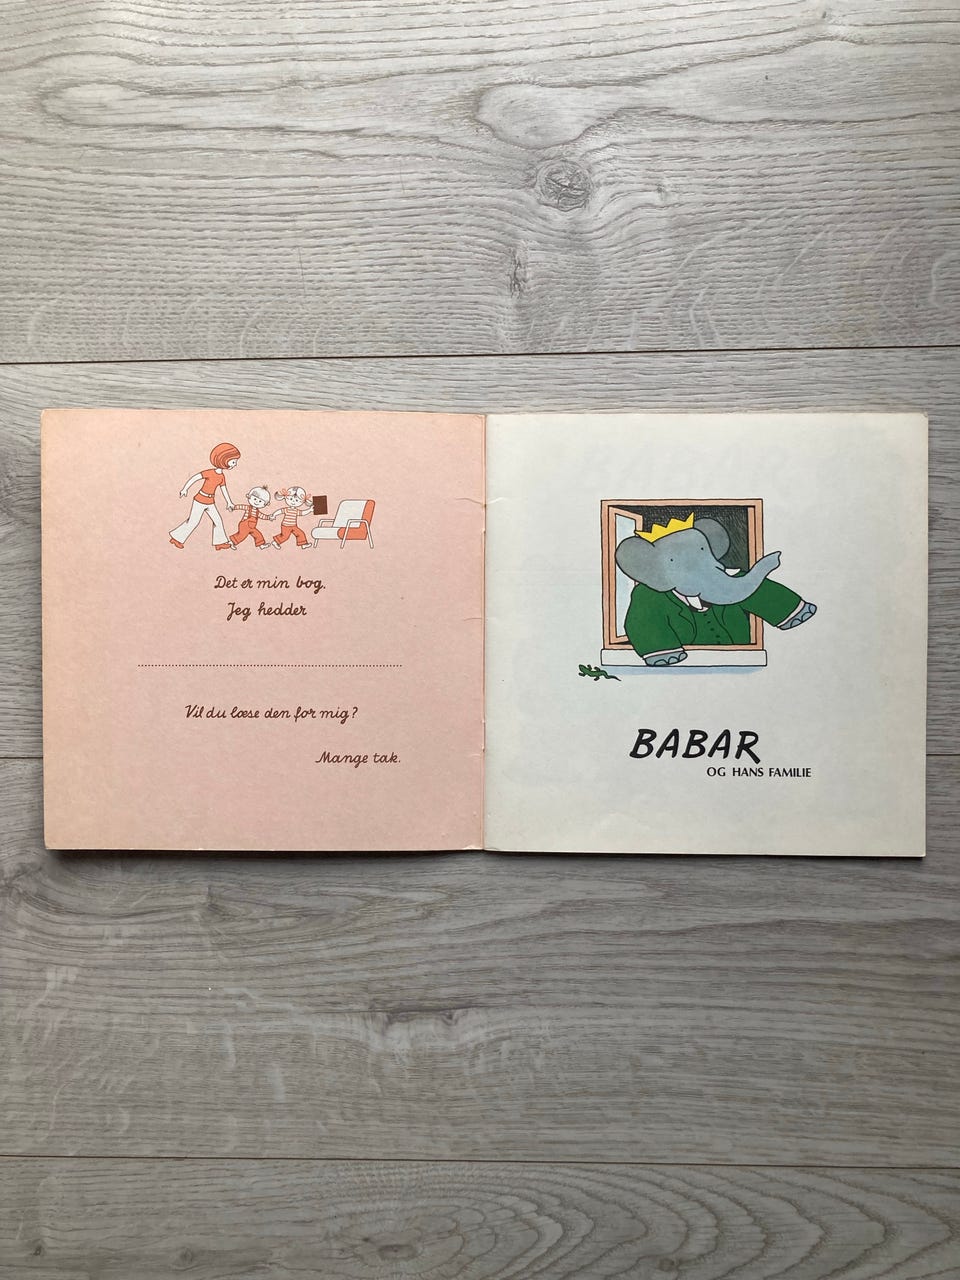 Det er min bog.
Jeg hedder
Vil du læse den for mig?
Mange tak.
BABAR
OG HANS FAMILIE